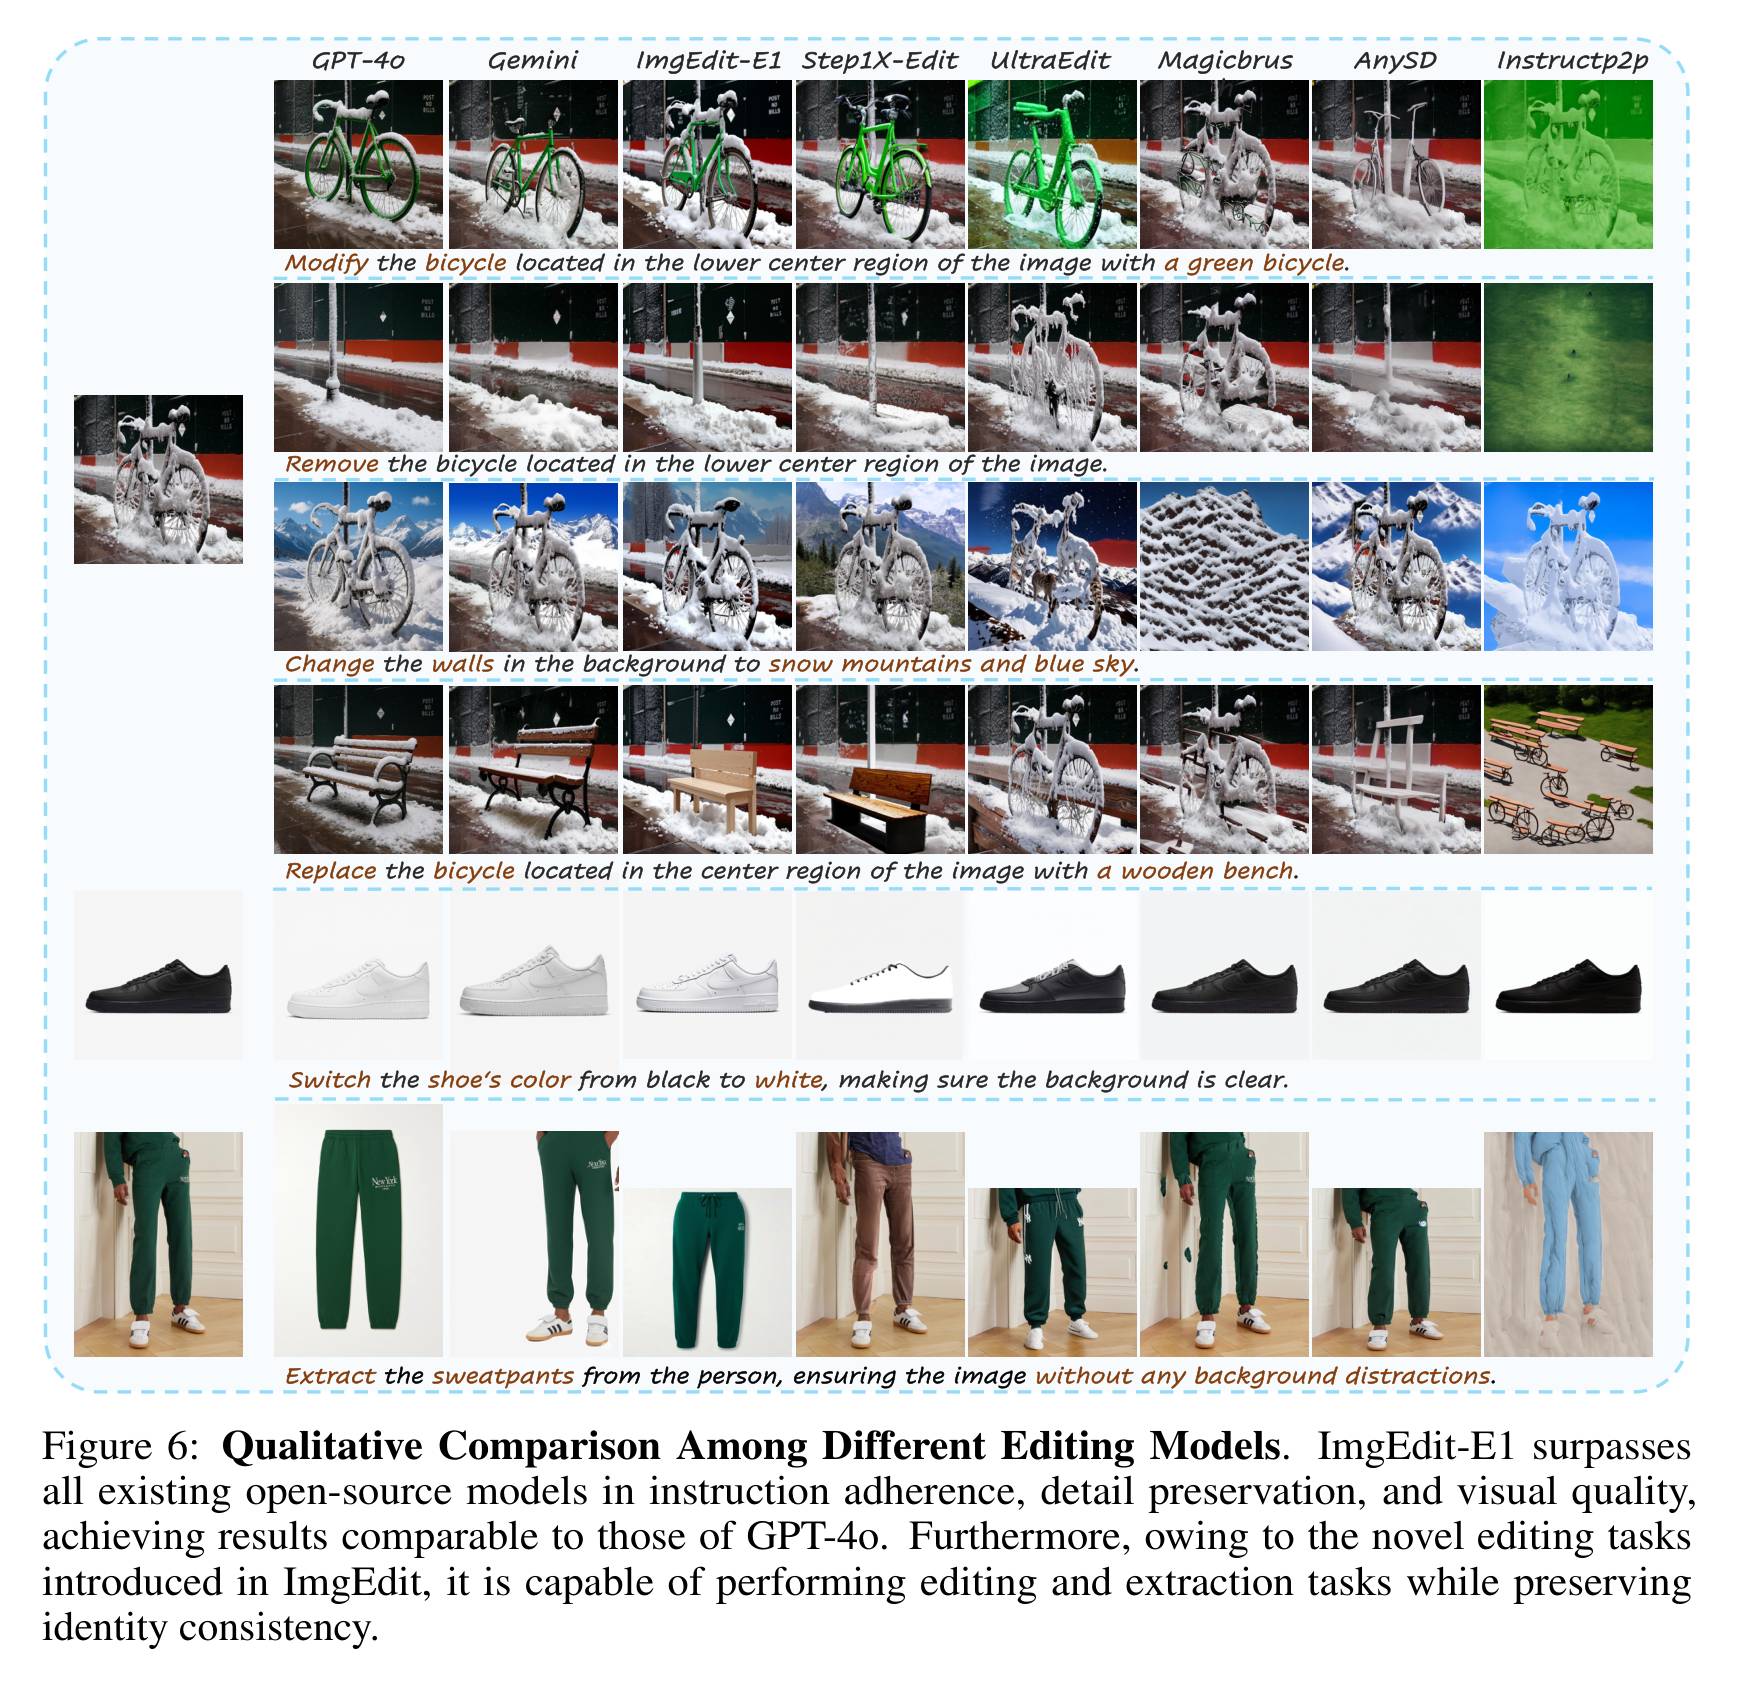 GPT-4o Gemini ImgEdit-E1 Step1X-Edit UltraEdit Magicbrus AnySD Instructp2p
Modify the bicycle located in the lower center region of the image with a green bicycle.
Remove the bicycle located in the lower center region of the image.
Change the walls in the background to snow mountains and blue sky.
Replace the bicycle located in the center region of the image with a wooden bench.
Switch the shoe's color from black to white, making sure the background is clear.
New York
Extract the sweatpants from the person, ensuring the image without any background distractions.
Figure 6: Qualitative Comparison Among Different Editing Models. ImgEdit-E1 surpasses
all existing open-source models in instruction adherence, detail preservation, and visual quality,
achieving results comparable to those of GPT-4o. Furthermore, owing to the novel editing tasks
introduced in ImgEdit, it is capable of performing editing and extraction tasks while preserving
identity consistency.